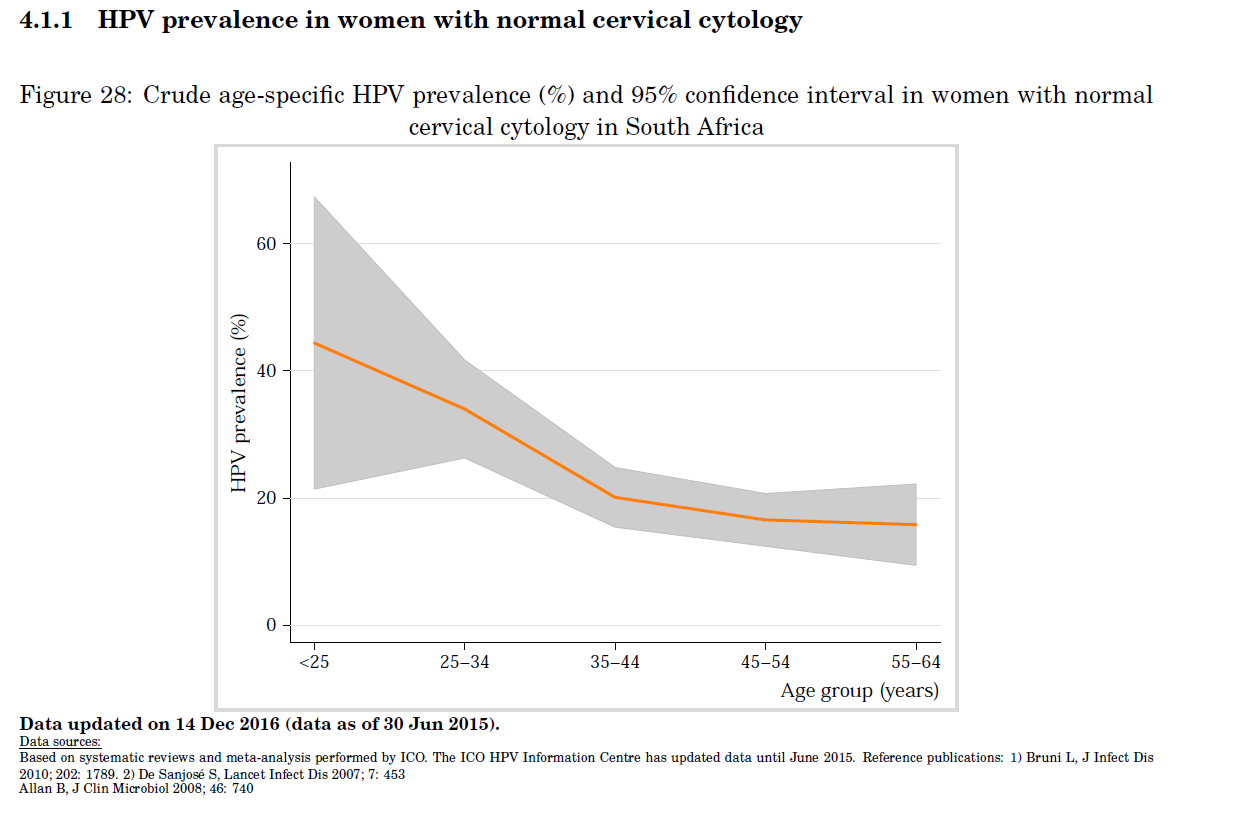 4.1.1 HPV prevalence in women with normal cervical cytology
Figure 28: Crude age-specific HPV prevalence (%) and 95% confidence interval in women with normal
cervical cytology in South Africa
HPV prevalence (%)
60
40
20
0
<25 25–34 35–44 45–54 55–64
Age group (years)
Data updated on 14 Dec 2016 (data as of 30 Jun 2015).
Data sources:
Based on systematic reviews and meta-analysis performed by ICO. The ICO HPV Information Centre has updated data until June 2015. Reference publications: 1) Bruni L, J Infect Dis
2010; 202: 1789. 2) De Sanjosé S, Lancet Infect Dis 2007; 7: 453
Allan B, J Clin Microbiol 2008; 46: 740